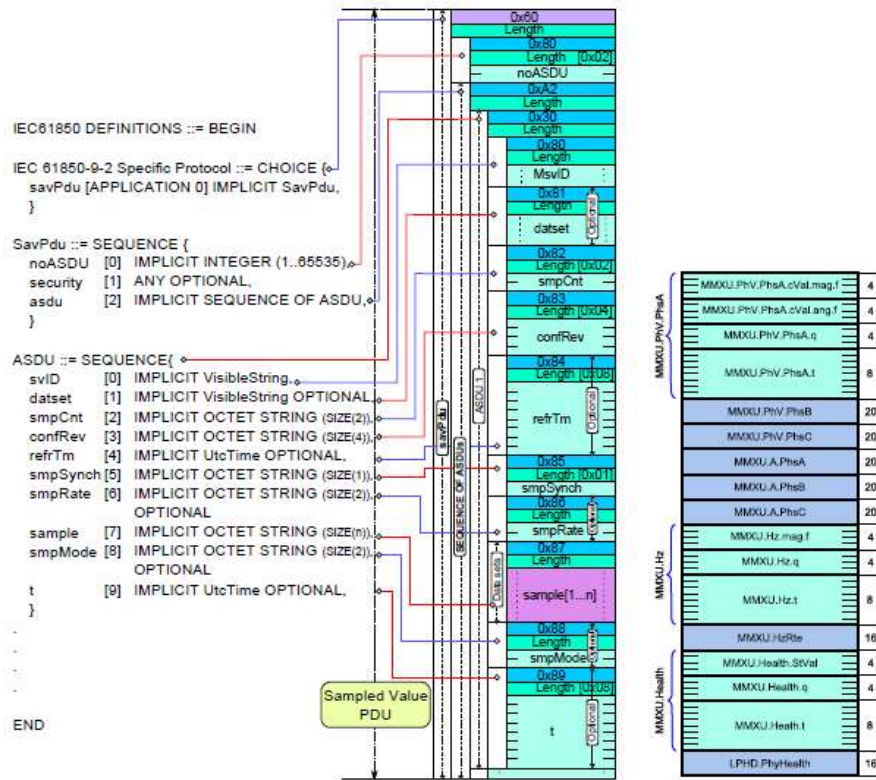 IEC61850 DEFINITIONS ::= BEGIN
IEC 61850-9-2 Specific Protocol ::= CHOICE {
savPdu [APPLICATION 0] IMPLICIT SavPdu,
}
SavPdu ::= SEQUENCE {
noASDU [0] IMPLICIT INTEGER (1..65535),
security [1] ANY OPTIONAL,
asdu [2] IMPLICIT SEQUENCE OF ASDU,
}
ASDU ::= SEQUENCE{
svID [0] IMPLICIT VisibleString,
datset [1] IMPLICIT VisibleString OPTIONAL,
smpCnt [2] IMPLICIT OCTET STRING (SIZE(2)),
confRev [3] IMPLICIT OCTET STRING (SIZE(4)),
refrTm [4] IMPLICIT UtcTime OPTIONAL,
smpSynch [5] IMPLICIT OCTET STRING (SIZE(1)),
smpRate [6] IMPLICIT OCTET STRING (SIZE(2)),
OPTIONAL
sample [7] IMPLICIT OCTET STRING (SIZE(n)),
smpMode [8] IMPLICIT OCTET STRING (SIZE(2)),
OPTIONAL
t [9] IMPLICIT UtcTime OPTIONAL,
}
.
.
.
.
END
Sampled Value
PDU
savPdu
SEQUENCE OF ASDUs
ASDU 1
0x60
Length
0x80
Length [0x02]
noASDU
0xA2
Length
0x30
Length
0x80
Length
MsvID
0x81
Length
datset
Optional
0x82
Length [0x02]
smpCnt
0x83
Length [0x04]
confRev
0x84
Length [0x08]
refrTm
Optional
0x85
Length [0x01]
smpSynch
0x86
Length
smpRate
0x87
Length
sample[1...n]
Data sets
0x88
Length
smpMode
0x89
Length [0x08]
t
Optional
MMXU.PhV.PhsA
MMXU.PhV.PhsA.cVal.mag.f 4
MMXU.PhV.PhsA.cVal.ang.f 4
MMXU.PhV.PhsA.q 4
MMXU.PhV.PhsA.t 8
MMXU.PhV.PhsB 20
MMXU.PhV.PhsC 20
MMXU.A.PhsA 20
MMXU.A.PhsB 20
MMXU.A.PhsC 20
MMXU.Hz
MMXU.Hz.mag.f 4
MMXU.Hz.q 4
MMXU.Hz.t 8
MMXU.HzRte 16
MMXU.Health
MMXU.Health.StVal 4
MMXU.Health.q 4
MMXU.Heath.t 8
LPHD.PhyHealth 16